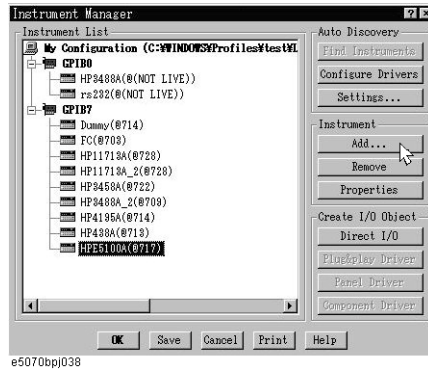 Instrument Manager
Instrument List
My Configuration (C:¥WINDOWS¥Profiles¥test¥L
GPIB0
HP3488A(@(NOT LIVE))
rs232(@(NOT LIVE))
GPIB7
Dummy(@714)
FC(@703)
HP11713A(@728)
HP11713A_2(@728)
HP3458A(@722)
HP3488A_2(@709)
HP4195A(@714)
HP438A(@713)
HPE5100A(@717)
Auto Discovery
Find Instruments
Configure Drivers
Settings...
Instrument
Add...
Remove
Properties
Create I/O Object
Direct I/O
Plug&play Driver
Panel Driver
Component Driver
OK Save Cancel Print Help
e5070bpj038